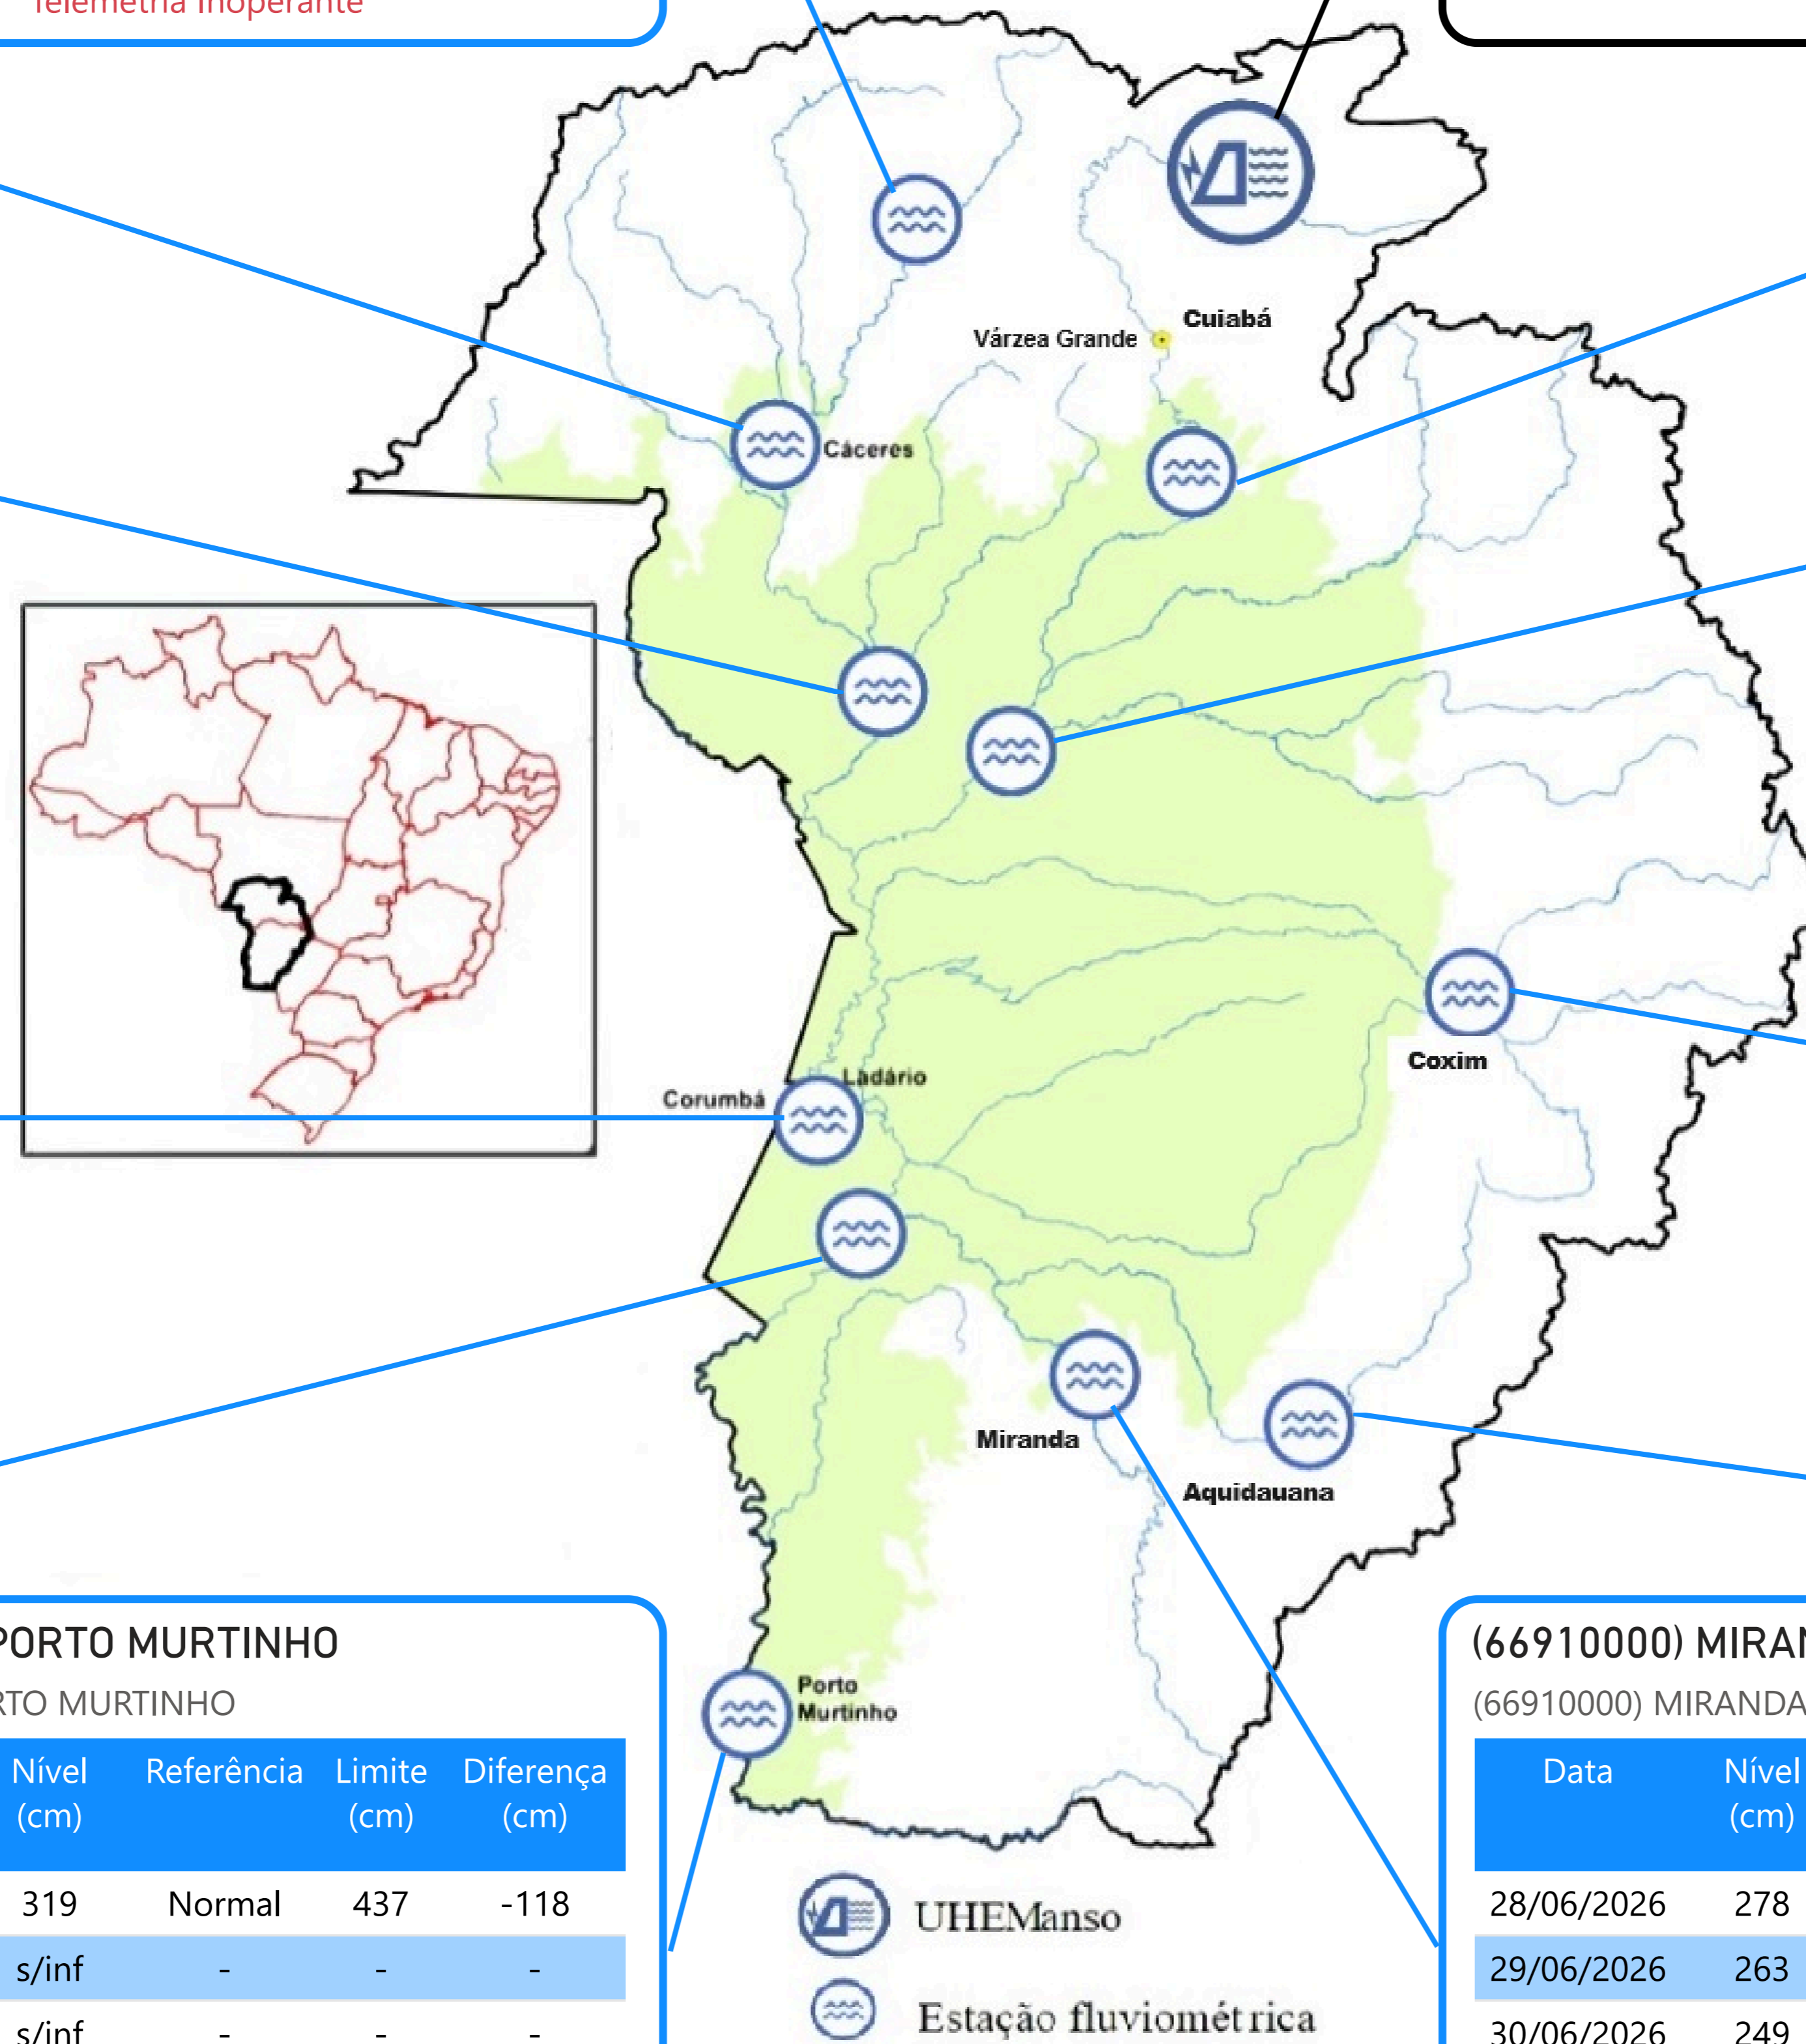 Telemetria Inoperante
Cuiabá
Várzea Grande
Cáceres
Coxim
Ladário
Corumbá
Miranda
Aquidauana
Porto
Murtinho
PORTO MURTINHO
RTO MURTINHO
Nível Referência Limite Diferença
(cm) (cm) (cm)
319 Normal 437 -118
s/inf - - -
s/inf - - -
UHEManso
Estação fluviométrica
(66910000) MIRAN
(66910000) MIRANDA
Data Nível
(cm)
28/06/2026 278
29/06/2026 263
30/06/2026 249